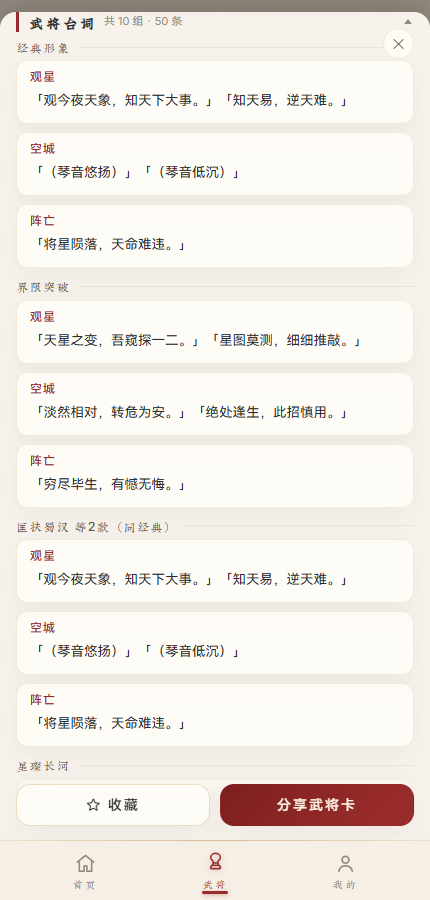 武将台词 共 10 组 · 50 条
经典形象
观星
「观今夜天象，知天下大事。」「知天易，逆天难。」
空城
「（琴音悠扬）」「（琴音低沉）」
阵亡
「将星陨落，天命难违。」
界限突破
观星
「天星之变，吾窥探一二。」「星图莫测，细细推敲。」
空城
「淡然相对，转危为安。」「绝处逢生，此招慎用。」
阵亡
「穷尽毕生，有憾无悔。」
匡扶蜀汉 等2款（同经典）
观星
「观今夜天象，知天下大事。」「知天易，逆天难。」
空城
「（琴音悠扬）」「（琴音低沉）」
阵亡
「将星陨落，天命难违。」
星璨长河
收藏 分享武将卡
首页 武将 我的